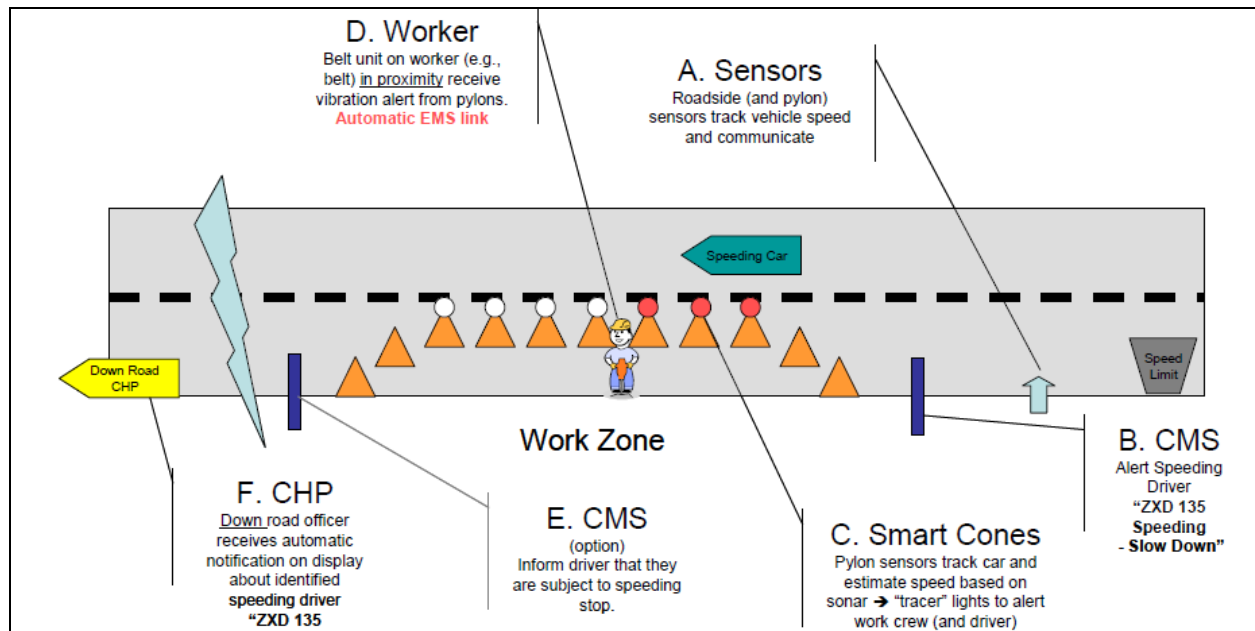 D. Worker
Belt unit on worker (e.g.,
belt) in proximity receive
vibration alert from pylons.
Automatic EMS link
A. Sensors
Roadside (and pylon)
sensors track vehicle speed
and communicate
Speeding Car
Down Road
CHP
Speed
Limit
Work Zone
B. CMS
Alert Speeding
Driver
"ZXD 135
Speeding
- Slow Down"
F. CHP
Down road officer
receives automatic
notification on display
about identified
speeding driver
"ZXD 135
E. CMS
(option)
Inform driver that they
are subject to speeding
stop.
C. Smart Cones
Pylon sensors track car and
estimate speed based on
sonar → "tracer" lights to alert
work crew (and driver)